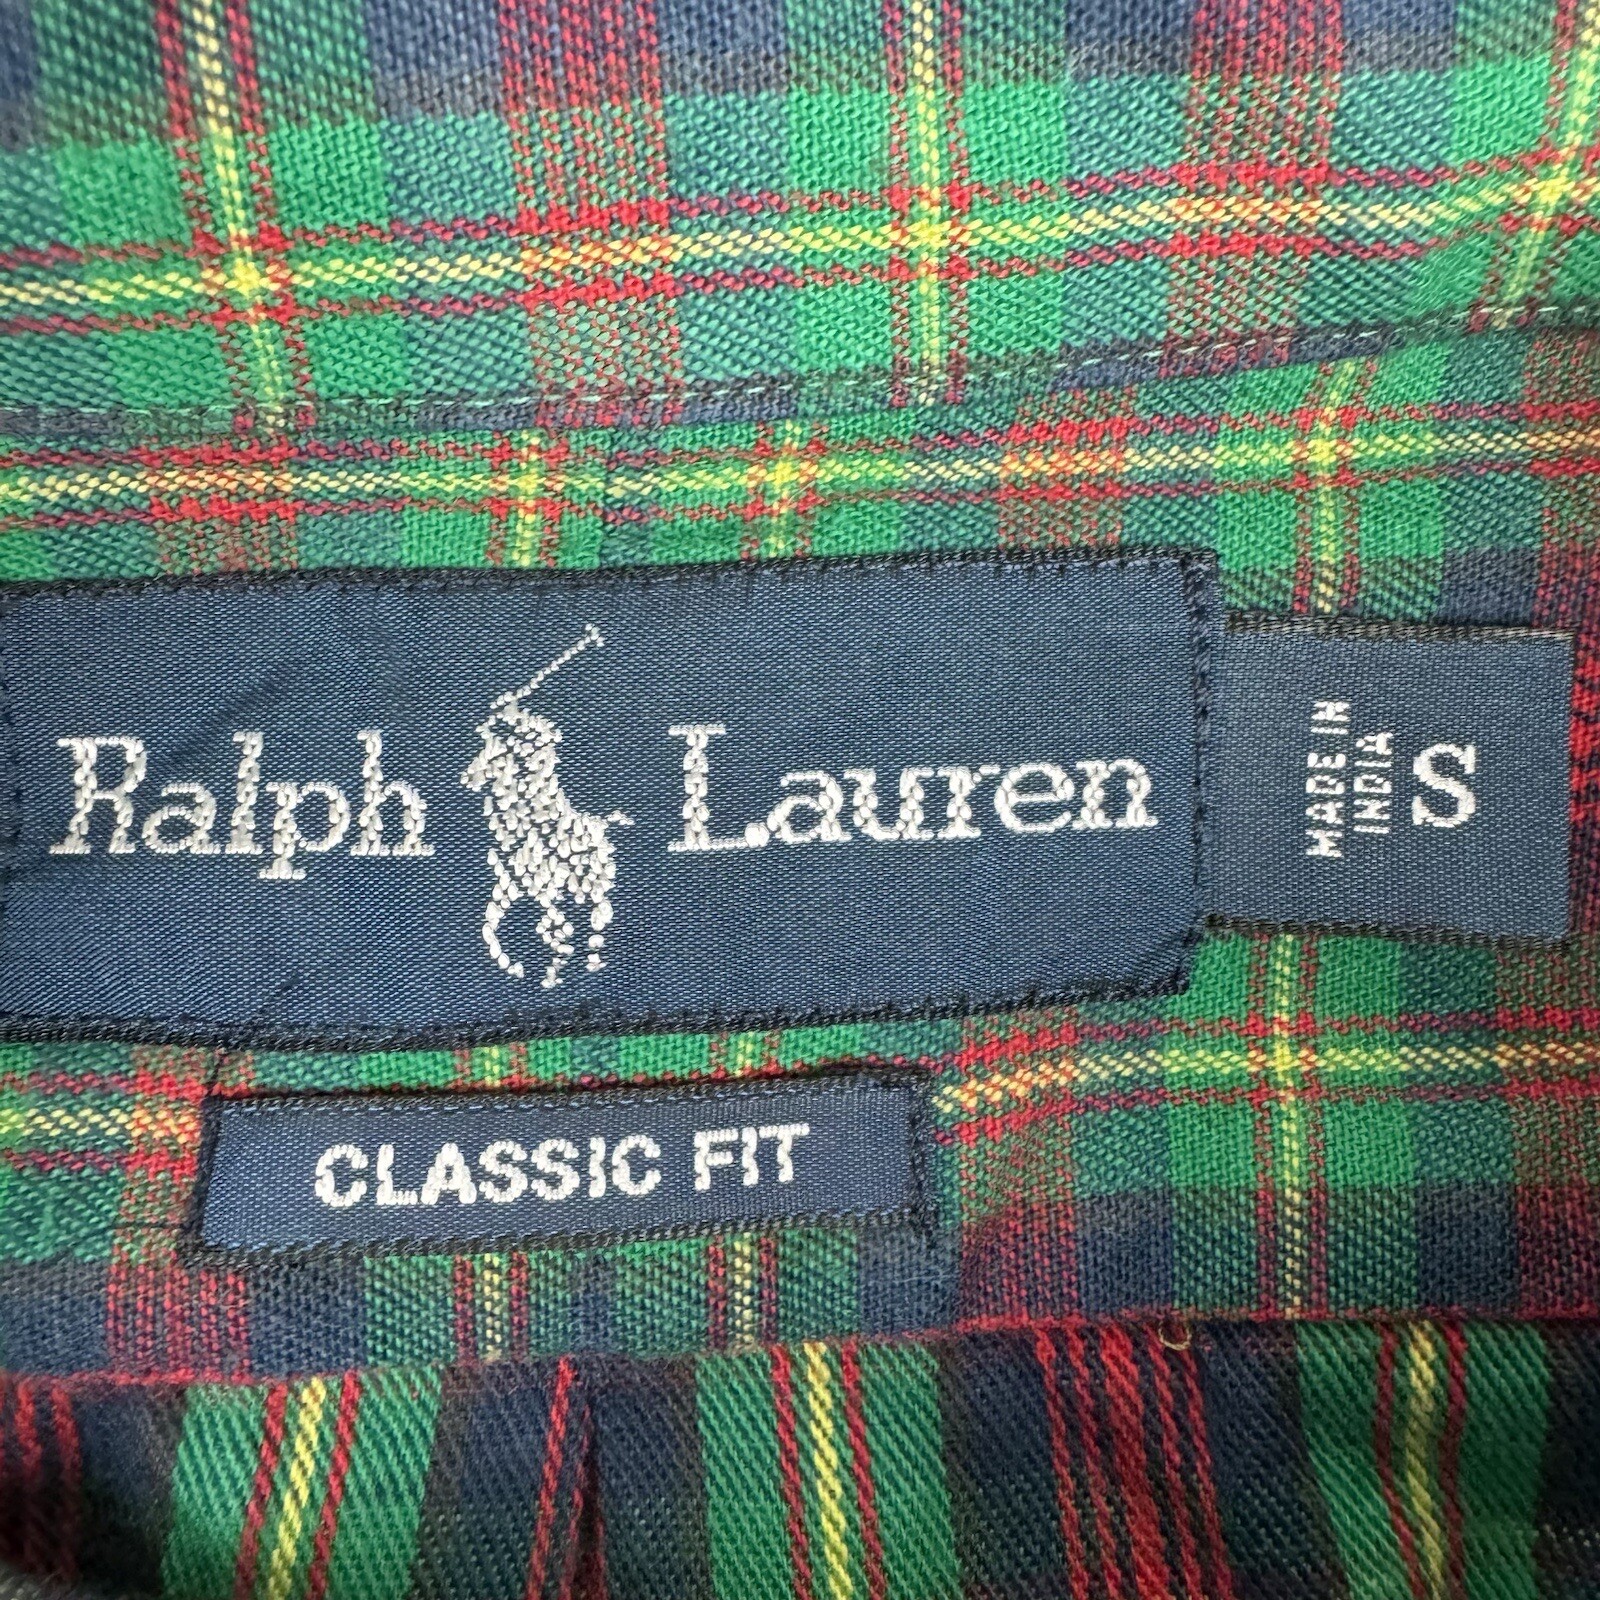 Ralph Lauren
MADE IN
INDIA
S
CLASSIC FIT